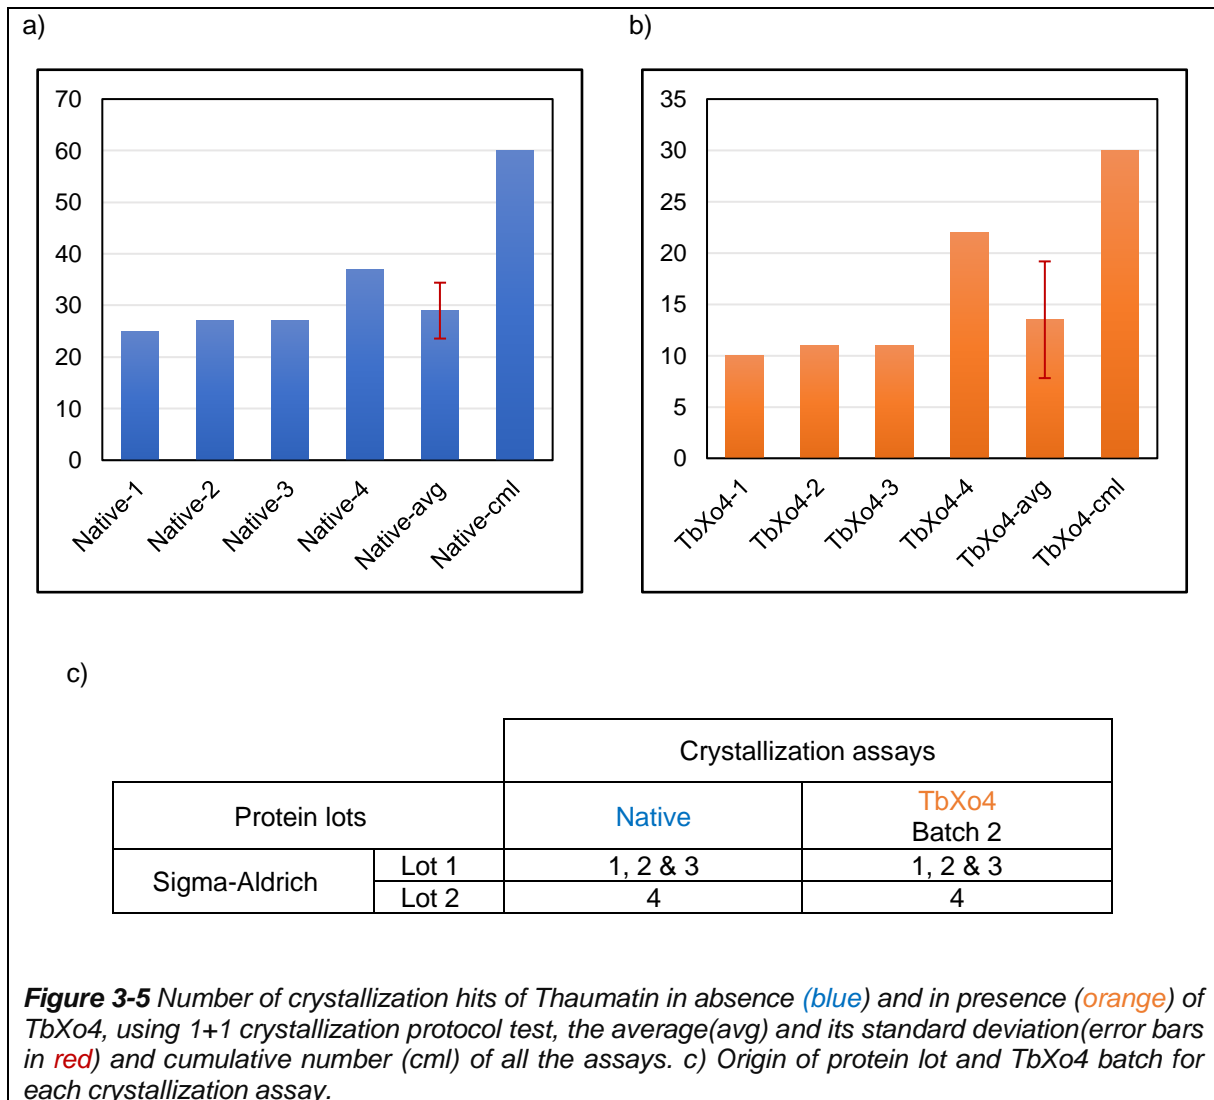 a)
b)
70
60
50
40
30
20
10
0
Native-1
Native-2
Native-3
Native-4
Native-avg
Native-cml
35
30
25
20
15
10
5
0
TbXo4-1
TbXo4-2
TbXo4-3
TbXo4-4
TbXo4-avg
TbXo4-cml
c)
Crystallization assays
Protein lots
Native
TbXo4
Batch 2
Sigma-Aldrich
Lot 1
1, 2 & 3
1, 2 & 3
Lot 2
4
4
Figure 3-5 Number of crystallization hits of Thaumatin in absence (blue) and in presence (orange) of
TbXo4, using 1+1 crystallization protocol test, the average(avg) and its standard deviation(error bars
in red) and cumulative number (cml) of all the assays. c) Origin of protein lot and TbXo4 batch for
each crystallization assay.